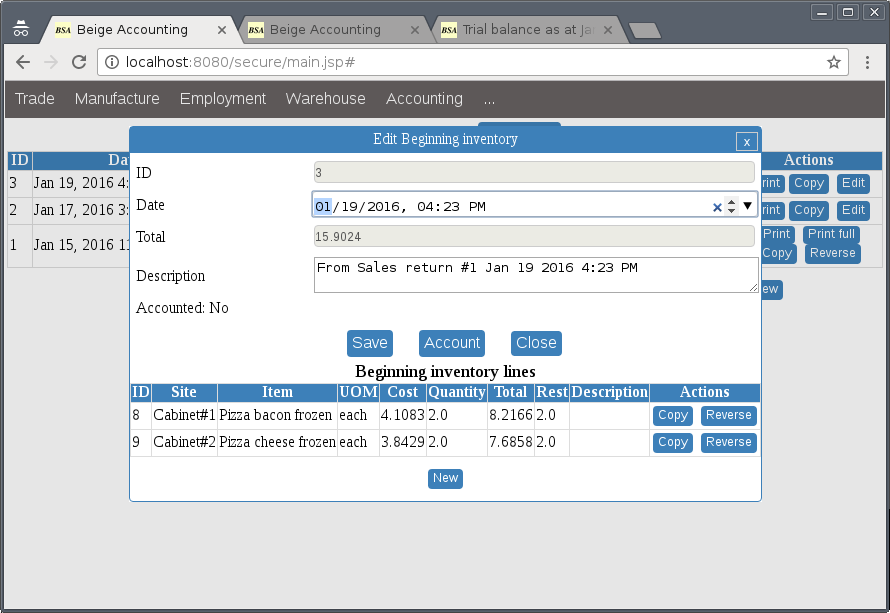 BSA Beige Accounting
BSA Beige Accounting
BSA Trial balance as at Ja
localhost:8080/secure/main.jsp#
Trade Manufacture Employment Warehouse Accounting ...
Edit Beginning inventory x
ID 3
Date 01/19/2016, 04:23 PM
Total 15.9024
Description From Sales return #1 Jan 19 2016 4:23 PM
Accounted: No
Save Account Close
Beginning inventory lines
ID Site Item UOM Cost Quantity Total Rest Description Actions
8 Cabinet#1 Pizza bacon frozen each 4.1083 2.0 8.2166 2.0 Copy Reverse
9 Cabinet#2 Pizza cheese frozen each 3.8429 2.0 7.6858 2.0 Copy Reverse
New
ID Da Actions
3 Jan 19, 2016 4: rint Copy Edit
2 Jan 17, 2016 3: rint Copy Edit
1 Jan 15, 2016 11 Print Print full
Copy Reverse
ew